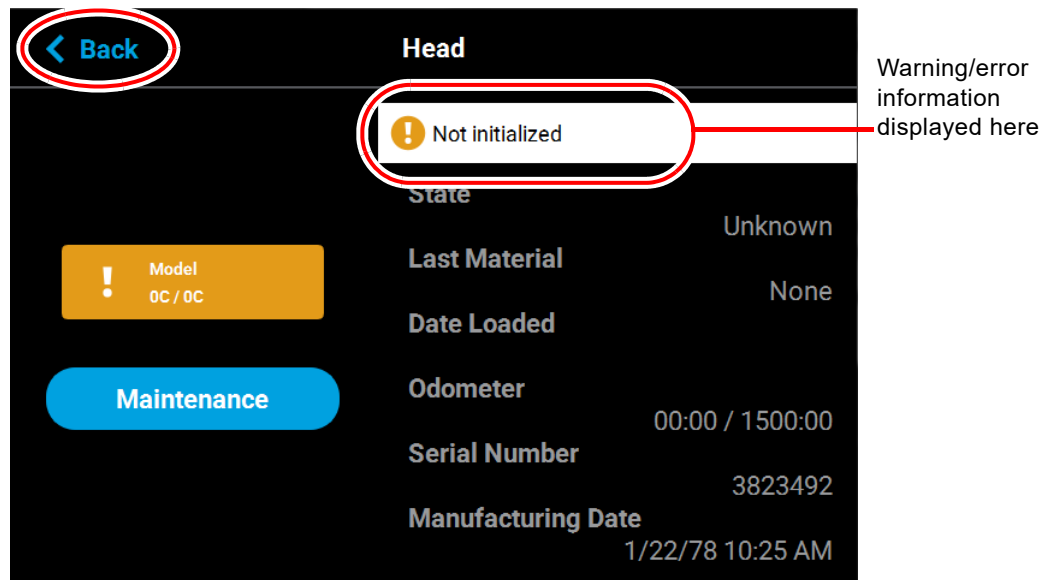 Back
Head
Warning/error
information
displayed here
! Not initialized
State
Unknown
Last Material
None
Date Loaded
Odometer
00:00 / 1500:00
Serial Number
3823492
Manufacturing Date
1/22/78 10:25 AM
! Model
0C / 0C
Maintenance